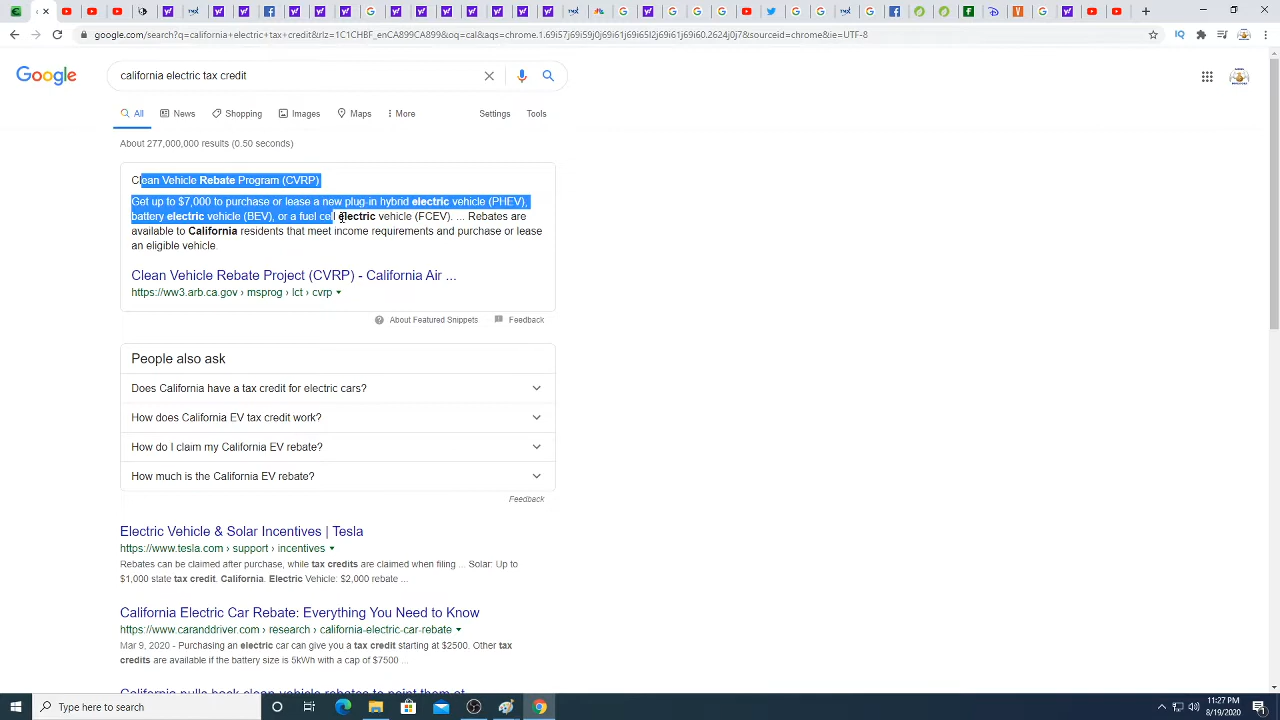 google.com/search?q=california+electric+tax+credit&rlz=1C1CHBF_enCA899CA899&oq=cal&aqs=chrome.1.69i57j69i59j0j69i61j69i65l2j69i61j69i60.2624j0j7&sourceid=chrome&ie=UTF-8
Google
california electric tax credit
All News Shopping Images Maps More Settings Tools
About 277,000,000 results (0.50 seconds)
Clean Vehicle Rebate Program (CVRP)
Get up to $7,000 to purchase or lease a new plug-in hybrid electric vehicle (PHEV),
battery electric vehicle (BEV), or a fuel cell electric vehicle (FCEV). ... Rebates are
available to California residents that meet income requirements and purchase or lease
an eligible vehicle.
Clean Vehicle Rebate Project (CVRP) - California Air ...
https://ww3.arb.ca.gov › msprog › lct › cvrp
About Featured Snippets Feedback
People also ask
Does California have a tax credit for electric cars?
How does California EV tax credit work?
How do I claim my California EV rebate?
How much is the California EV rebate?
Feedback
Electric Vehicle & Solar Incentives | Tesla
https://www.tesla.com › support › incentives
Rebates can be claimed after purchase, while tax credits are claimed when filing ... Solar: Up to
$1,000 state tax credit. California. Electric Vehicle: $2,000 rebate ...
California Electric Car Rebate: Everything You Need to Know
https://www.caranddriver.com › research › california-electric-car-rebate
Mar 9, 2020 - Purchasing an electric car can give you a tax credit starting at $2500. Other tax
credits are available if the battery size is 5kWh with a cap of $7500 ...
California pulls back clean vehicle rebates to point them at
Type here to search
11:27 PM
8/19/2020